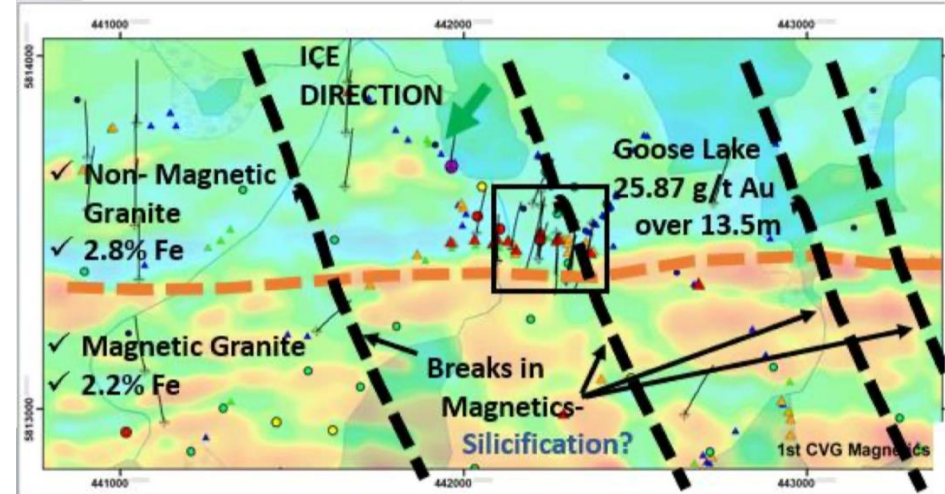 441000
442000
443000
5814000
ICE
DIRECTION
Goose Lake
25.87 g/t Au
over 13.5m
✓ Non- Magnetic
Granite
✓ 2.8% Fe
✓ Magnetic Granite
✓ 2.2% Fe
Breaks in
Magnetics-
Silicification?
5813000
1st CVG Magnetics
441000
442000
443000